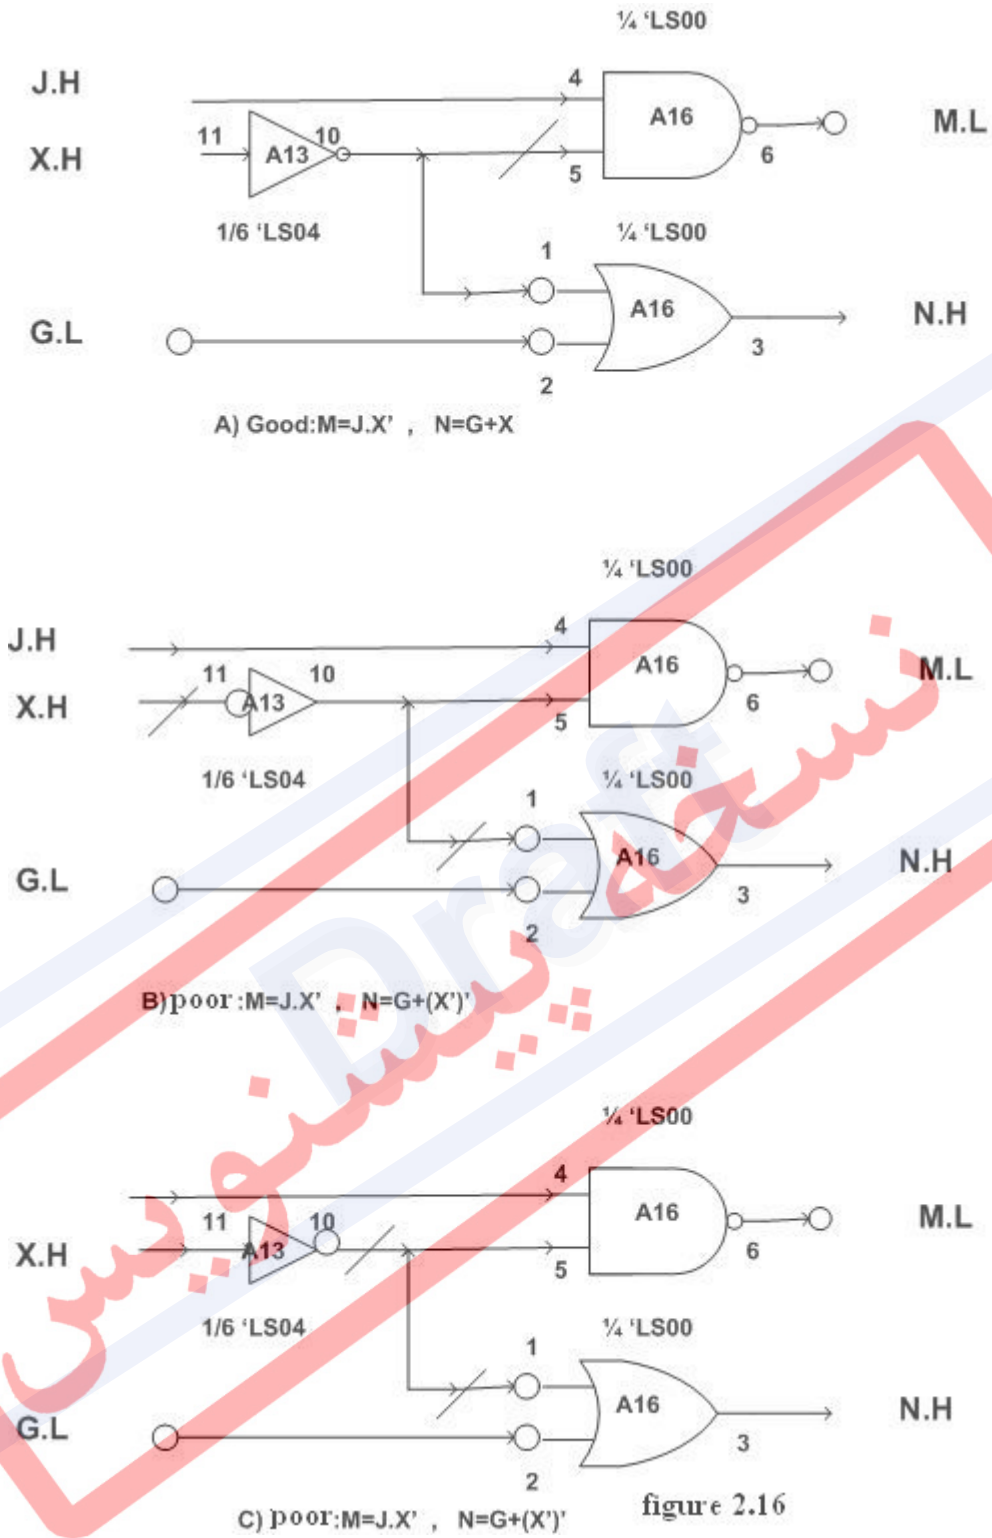 ¼ ‘LS00
J.H
4
A16
M.L
11
10
X.H
A13
5
6
1/6 ‘LS04
¼ ‘LS00
1
A16
N.H
G.L
3
2
A) Good:M=J.X’ , N=G+X
¼ ‘LS00
J.H
4
A16
M.L
11
10
X.H
A13
5
6
1/6 ‘LS04
¼ ‘LS00
1
A16
N.H
G.L
3
2
B)poor:M=J.X’ , N=G+(X’)’
¼ ‘LS00
4
A16
M.L
11
10
X.H
A13
5
6
1/6 ‘LS04
¼ ‘LS00
1
A16
N.H
G.L
3
2
C) poor:M=J.X’ , N=G+(X’)’
figure 2.16
نسخه پیشنویس
Draft